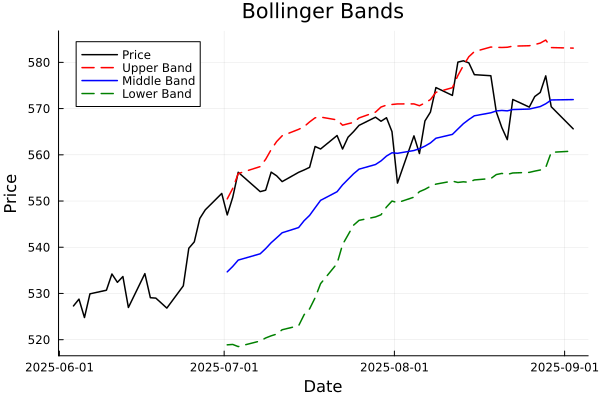 Bollinger Bands
Price
Upper Band
Middle Band
Lower Band
Price
580
570
560
550
540
530
520
2025-06-01
2025-07-01
2025-08-01
2025-09-01
Date